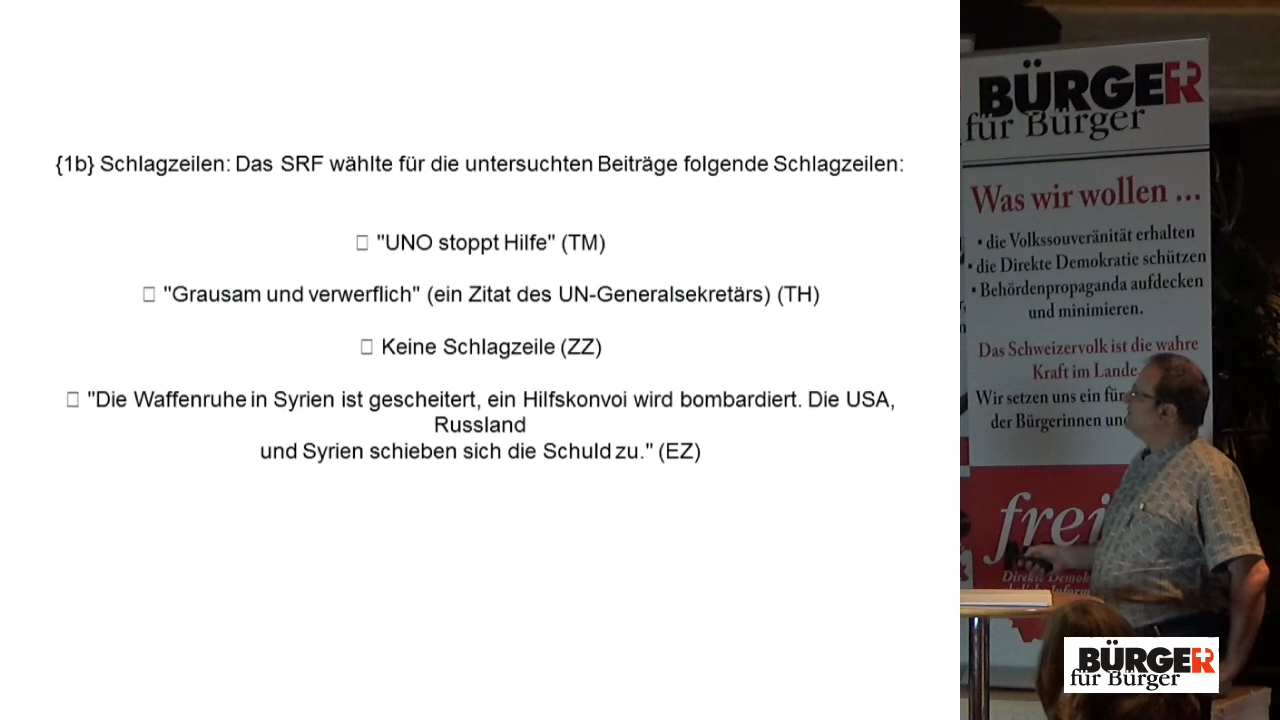 {1b} Schlagzeilen: Das SRF wählte für die untersuchten Beiträge folgende Schlagzeilen:
"UNO stoppt Hilfe" (TM)
"Grausam und verwerflich" (ein Zitat des UN-Generalsekretärs) (TH)
Keine Schlagzeile (ZZ)
"Die Waffenruhe in Syrien ist gescheitert, ein Hilfskonvoi wird bombardiert. Die USA,
Russland
und Syrien schieben sich die Schuld zu." (EZ)
BÜRGER
für Bürger
Was wir wollen ...
• die Volkssouveränität erhalten
• die Direkte Demokratie schützen
• Behördenpropaganda aufdecken
und minimieren.
Das Schweizervolk ist die wahre
Kraft im Lande
Wir setzen uns ein für
der Bürgerinnen
frei
Direkte
BÜRGER
für Bürger